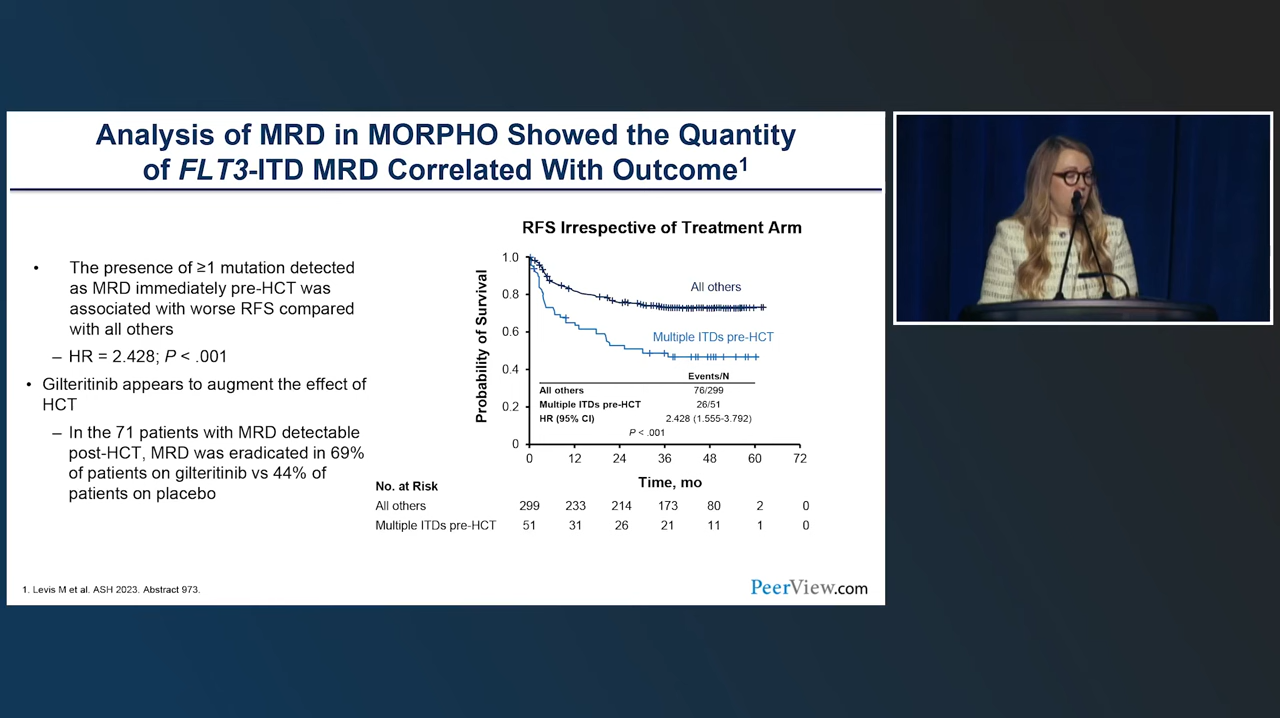 Analysis of MRD in MORPHO Showed the Quantity
of FLT3-ITD MRD Correlated With Outcome1
• The presence of ≥1 mutation detected
as MRD immediately pre-HCT was
associated with worse RFS compared
with all others
– HR = 2.428; P < .001
• Gilteritinib appears to augment the effect of
HCT
– In the 71 patients with MRD detectable
post-HCT, MRD was eradicated in 69%
of patients on gilteritinib vs 44% of
patients on placebo
RFS Irrespective of Treatment Arm
Probability of Survival
1.0
0.8
0.6
0.4
0.2
0
All others
Multiple ITDs pre-HCT
Events/N
All others 76/299
Multiple ITDs pre-HCT 26/51
HR (95% CI) 2.428 (1.555-3.792)
P < .001
0 12 24 36 48 60 72
Time, mo
No. at Risk
All others 299 233 214 173 80 2 0
Multiple ITDs pre-HCT 51 31 26 21 11 1 0
1. Levis M et al. ASH 2023. Abstract 973.
PeerView.com